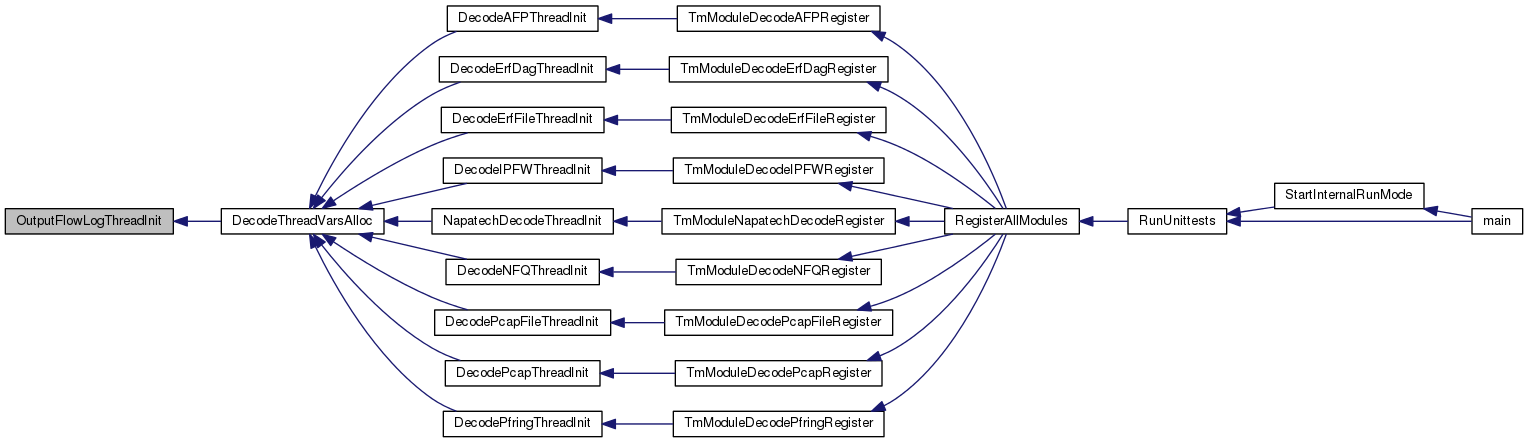 DecodeAFPThreadInit
TmModuleDecodeAFPRegister
DecodeErfDagThreadInit
TmModuleDecodeErfDagRegister
DecodeErfFileThreadInit
TmModuleDecodeErfFileRegister
DecodeIPFWThreadInit
TmModuleDecodeIPFWRegister
StartInternalRunMode
OutputFlowLogThreadInit
DecodeThreadVarsAlloc
NapatechDecodeThreadInit
TmModuleNapatechDecodeRegister
RegisterAllModules
RunUnittests
main
DecodeNFQThreadInit
TmModuleDecodeNFQRegister
DecodePcapFileThreadInit
TmModuleDecodePcapFileRegister
DecodePcapThreadInit
TmModuleDecodePcapRegister
DecodePfringThreadInit
TmModuleDecodePfringRegister